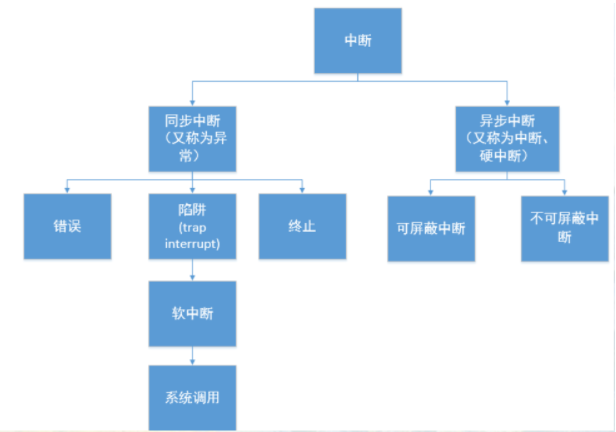 中断
同步中断
（又称为异
常）
异步中断
（又称为中断、
硬中断）
错误
陷阱
(trap
interrupt)
终止
可屏蔽中断
不可屏蔽中
断
软中断
系统调用